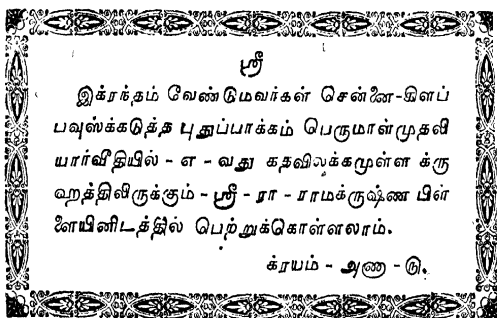 ஸ்ரீ
இக்ரந்தம் வேண்டுமவர்கள் சென்னை-கிளப்
பவுஸ்க்கடுத்த புதுப்பாக்கம் பெருமாள்முதலி
யார்வீதியில் - எ - வது கதவிலக்கமுள்ள க்ரு
ஹத்திலிருக்கும் - ஸ்ரீ - ரா - ராமக்ருஷ்ண பிள்
ளையினிடத்தில் பெற்றுக்கொள்ளலாம்.
க்ரயம் - அணா - டு.